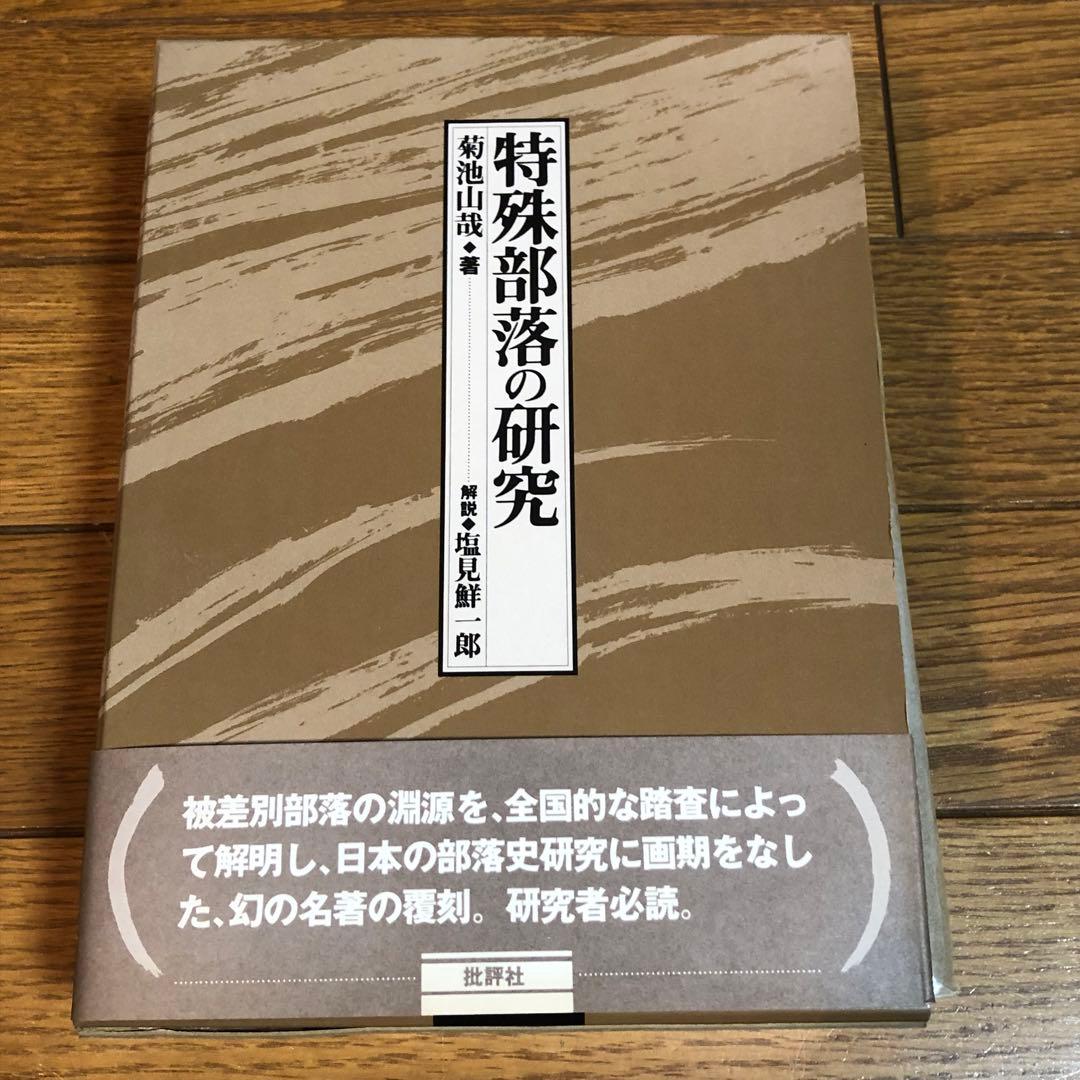 特殊部落の研究
菊池山哉◆著
解説◆塩見鮮一郎
被差別部落の淵源を、全国的な踏査によっ
て解明し、日本の部落史研究に画期をなし
た、幻の名著の覆刻。研究者必読。
批評社